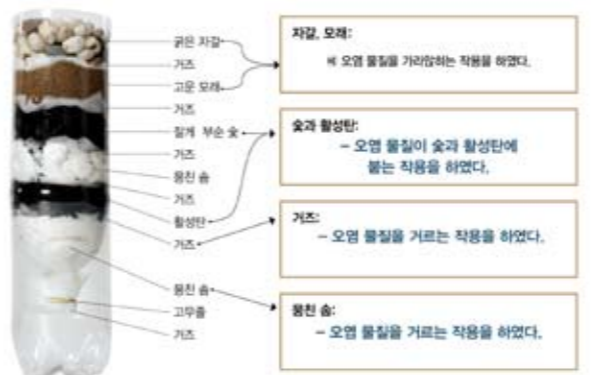 굵은 자갈
거즈
고운 모래
거즈
잘게 부순 숯
거즈
뭉친 솜
거즈
활성탄
거즈
뭉친 솜
고무줄
거즈
자갈, 모래:
오염 물질을 가라앉히는 작용을 하였다.
숯과 활성탄:
- 오염 물질이 숯과 활성탄에
붙는 작용을 하였다.
거즈:
- 오염 물질을 거르는 작용을 하였다.
뭉친 솜:
- 오염 물질을 거르는 작용을 하였다.